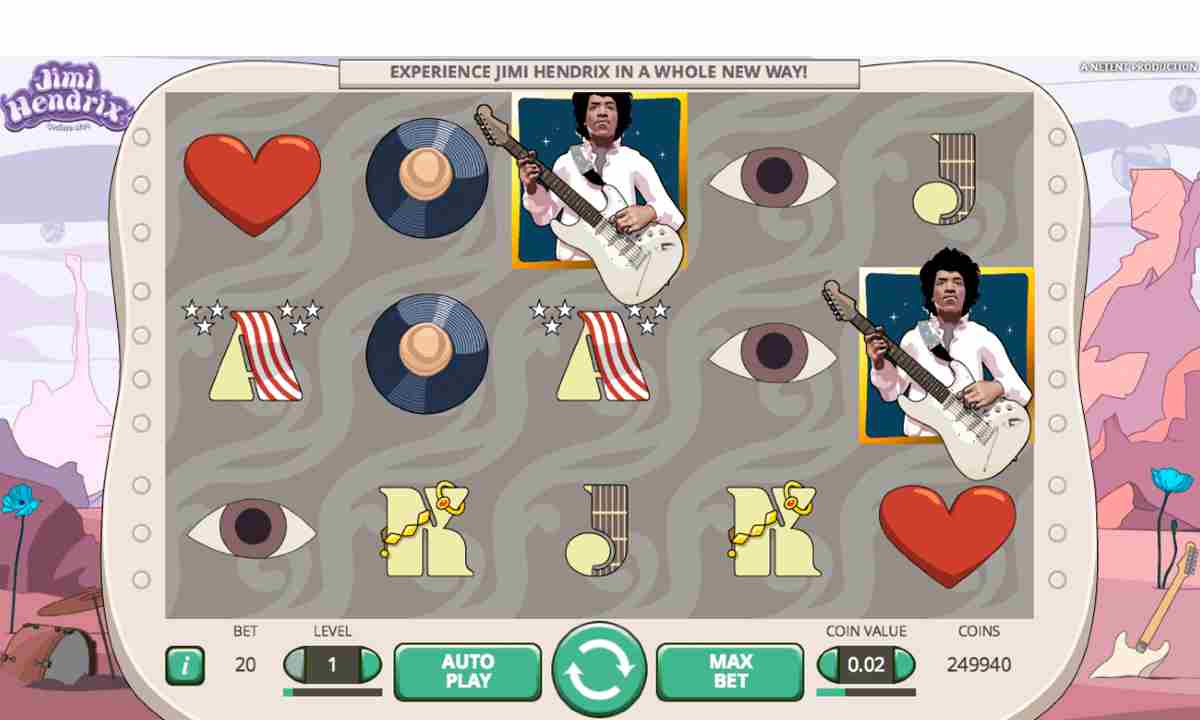 EXPERIENCE JIMI HENDRIX IN A WHOLE NEW WAY!
A NETENT PRODUCTION
Jimi
Hendrix
A
A
J
K
J
K
BET
LEVEL
COIN VALUE
COINS
i
20
1
AUTO
PLAY
MAX
BET
0.02
249940